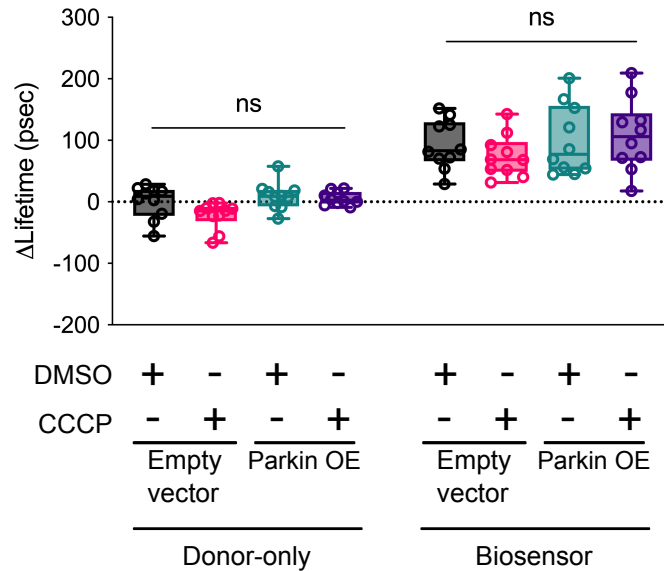 300
200
100
0
-100
-200
ΔLifetime (psec)
ns
ns
DMSO + - + - + - + -
CCCP - + - + - + - +
Empty vector Parkin OE Empty vector Parkin OE
Donor-only Biosensor